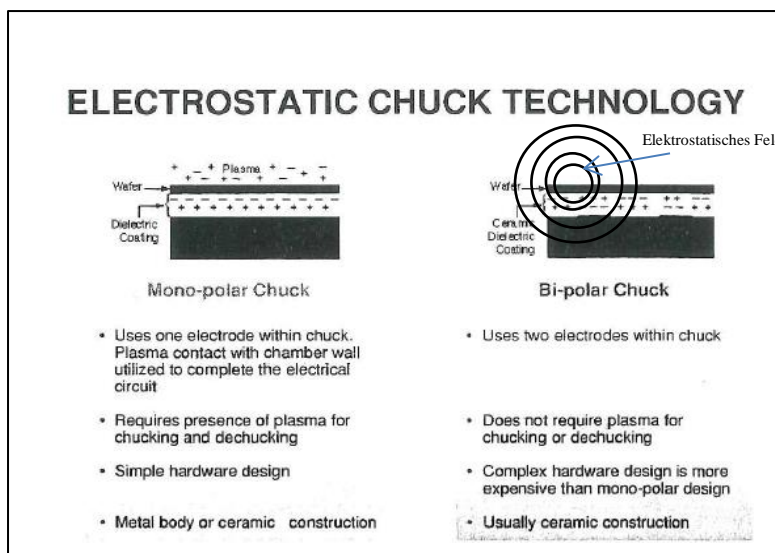 ELECTROSTATIC CHUCK TECHNOLOGY
+ - + Plasma + - +
- + + - + - + + -
Wafer
- - - - - - - - - - - -
+ + + + + + + + + + + +
Dielectric
Coating
Mono-polar Chuck
• Uses one electrode within chuck.
Plasma contact with chamber wall
utilized to complete the electrical
circuit
• Requires presence of plasma for
chucking and dechucking
• Simple hardware design
• Metal body or ceramic construction
Elektrostatisches Fel
Wafer
Dielectric
Coating
Bi-polar Chuck
• Uses two electrodes within chuck
• Does not require plasma for
chucking or dechucking
• Complex hardware design is more
expensive than mono-polar design
• Usually ceramic construction